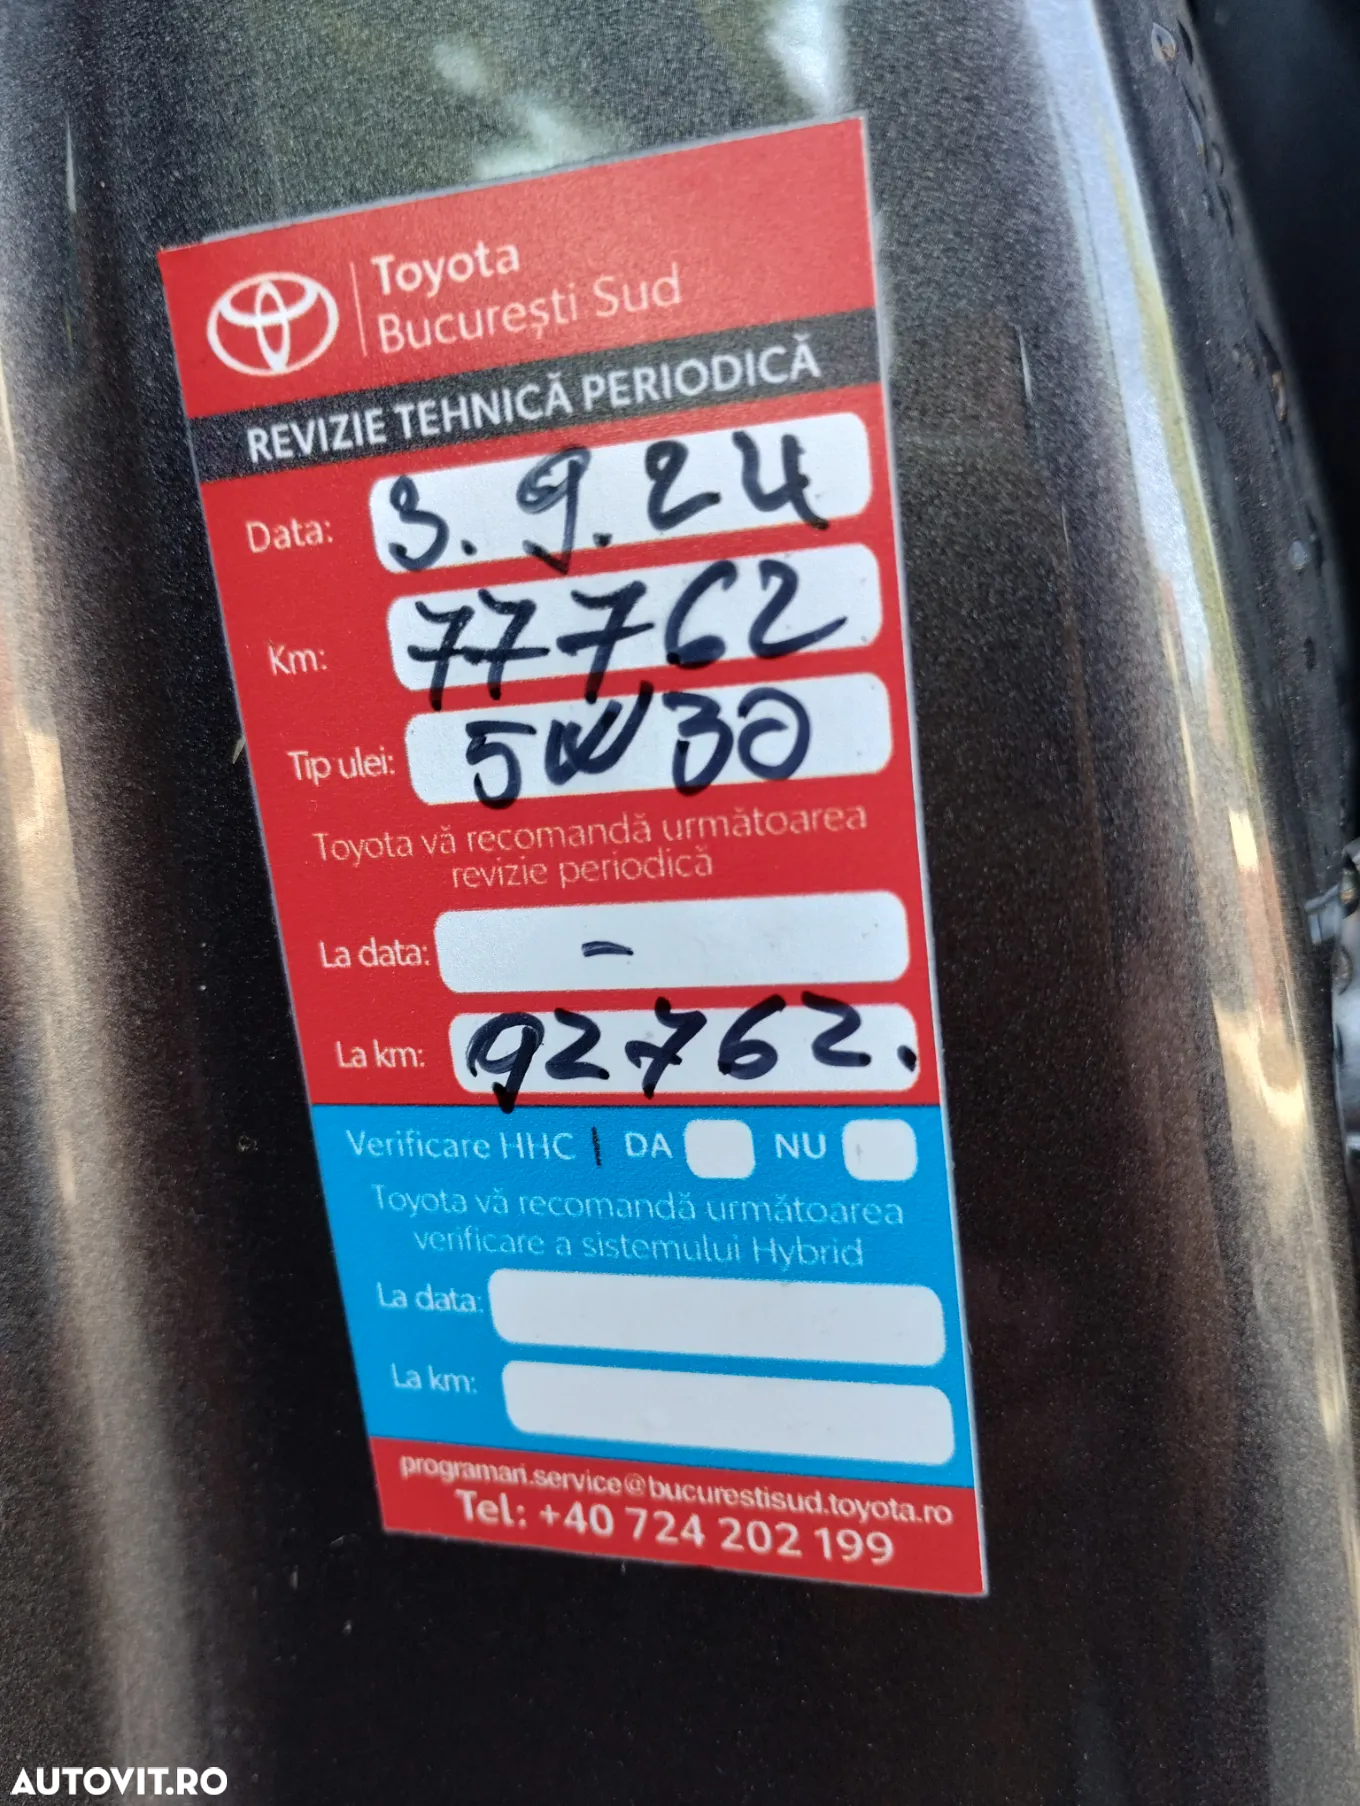 Toyota
București Sud
REVIZIE TEHNICĂ PERIODICĂ
Data: 3.9.24
Km: 77762
Tip ulei: 5W30
Toyota vă recomandă următoarea
revizie periodică
La data: -
La km: 92762.
Verificare HHC | DA NU
Toyota vă recomandă următoarea
verificare a sistemului Hybrid
La data:
La km:
programari.service@bucurestisud.toyota.ro
Tel: +40 724 202 199
AUTOVIT.RO